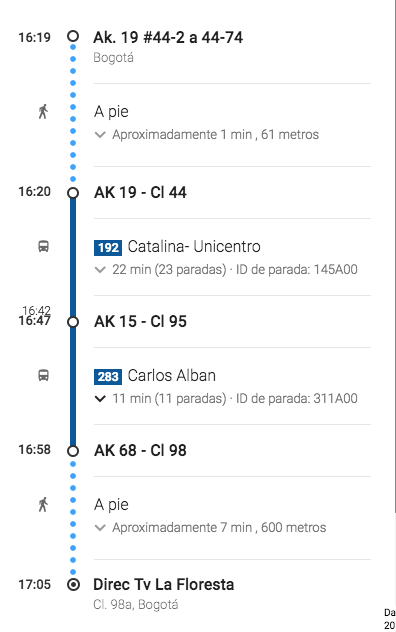 16:19 Ak. 19 #44-2 a 44-74
Bogotá
A pie
Aproximadamente 1 min , 61 metros
16:20 AK 19 - Cl 44
192 Catalina- Unicentro
22 min (23 paradas) · ID de parada: 145A00
16:42
16:47 AK 15 - Cl 95
283 Carlos Alban
11 min (11 paradas) · ID de parada: 311A00
16:58 AK 68 - Cl 98
A pie
Aproximadamente 7 min , 600 metros
17:05 Direc Tv La Floresta
Cl. 98a, Bogotá
Da
20